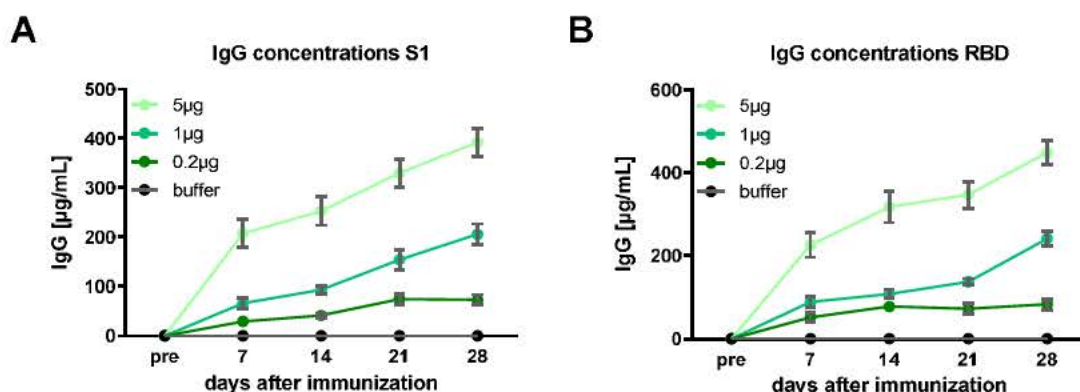 A
IgG concentrations S1
500
400
300
200
100
0
IgG [µg/mL]
5µg
1µg
0.2µg
buffer
pre 7 14 21 28
days after immunization
B
IgG concentrations RBD
600
400
200
0
IgG [µg/mL]
5µg
1µg
0.2µg
buffer
pre 7 14 21 28
days after immunization